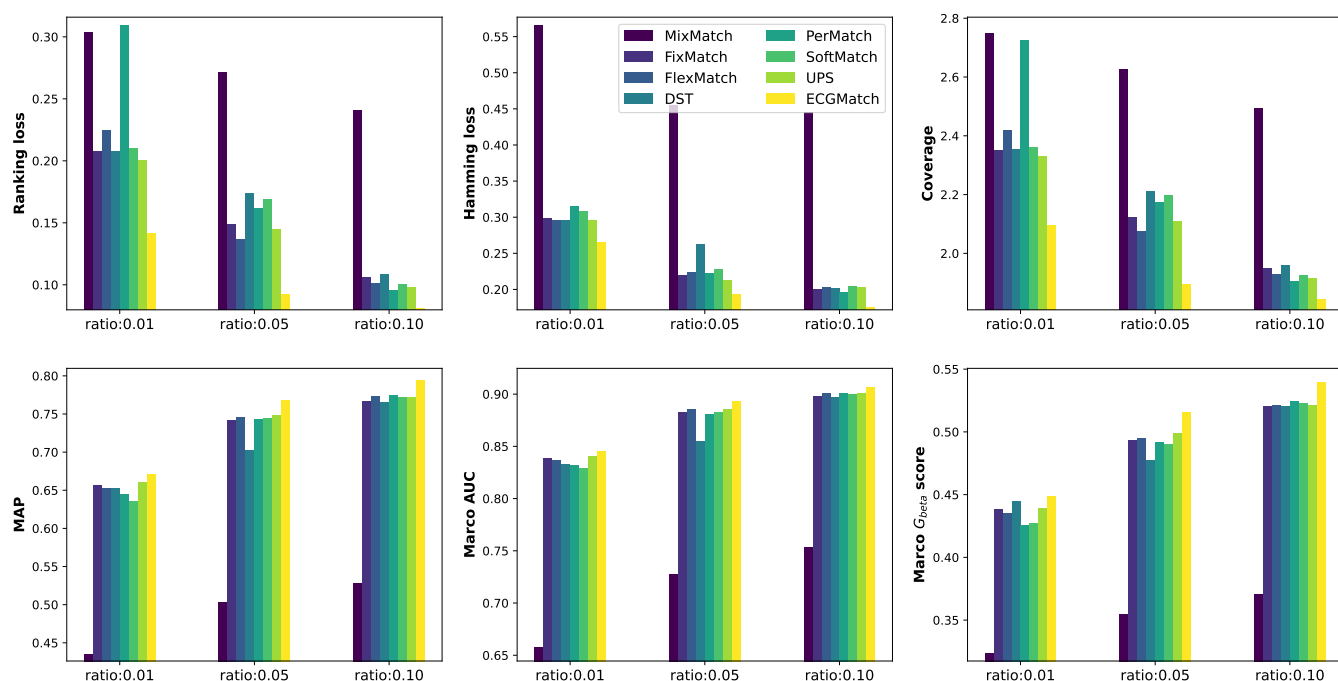 Ranking loss
0.30
0.25
0.20
0.15
0.10
ratio:0.01 ratio:0.05 ratio:0.10
Hamming loss
0.55
0.50
0.45
0.40
0.35
0.30
0.25
0.20
ratio:0.01 ratio:0.05 ratio:0.10
MixMatch
FixMatch
FlexMatch
DST
PerMatch
SoftMatch
UPS
ECGMatch
Coverage
2.8
2.6
2.4
2.2
2.0
ratio:0.01 ratio:0.05 ratio:0.10
MAP
0.80
0.75
0.70
0.65
0.60
0.55
0.50
0.45
ratio:0.01 ratio:0.05 ratio:0.10
Marco AUC
0.90
0.85
0.80
0.75
0.70
0.65
ratio:0.01 ratio:0.05 ratio:0.10
Marco G_beta score
0.55
0.50
0.45
0.40
0.35
ratio:0.01 ratio:0.05 ratio:0.10